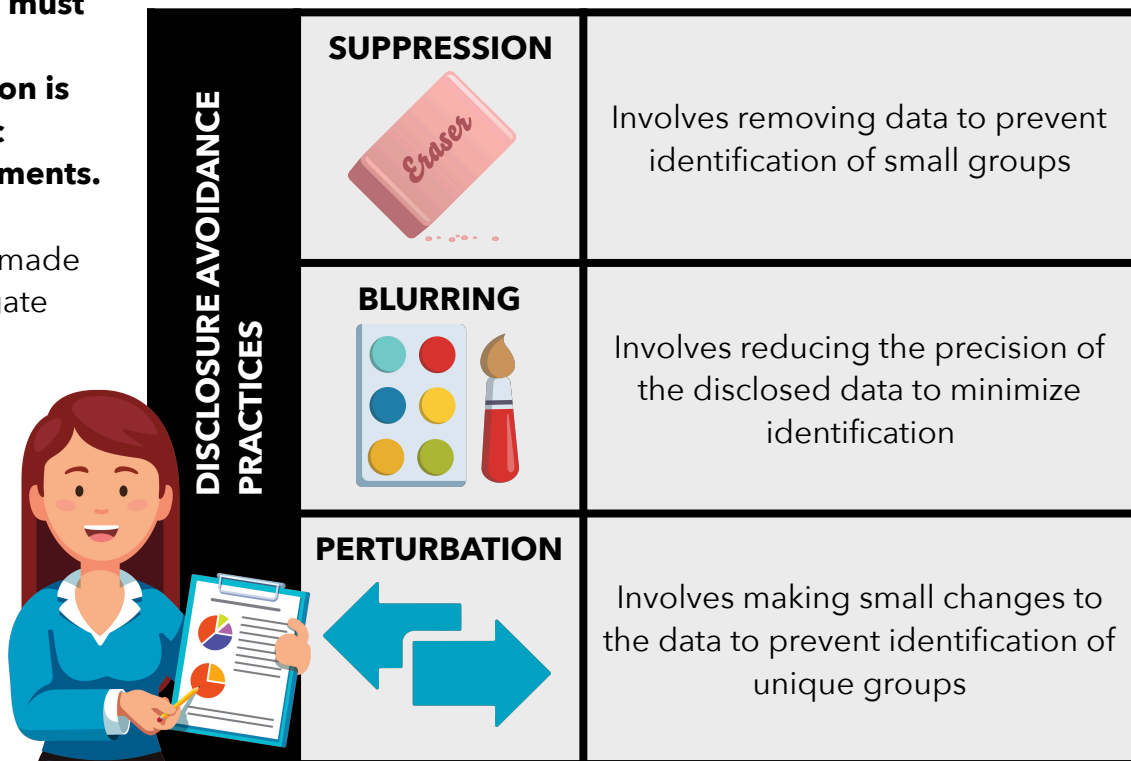 must
on is
ments.
made
gate
DISCLOSURE AVOIDANCE
PRACTICES
SUPPRESSION
Eraser
Involves removing data to prevent
identification of small groups
BLURRING
Involves reducing the precision of
the disclosed data to minimize
identification
PERTURBATION
Involves making small changes to
the data to prevent identification of
unique groups